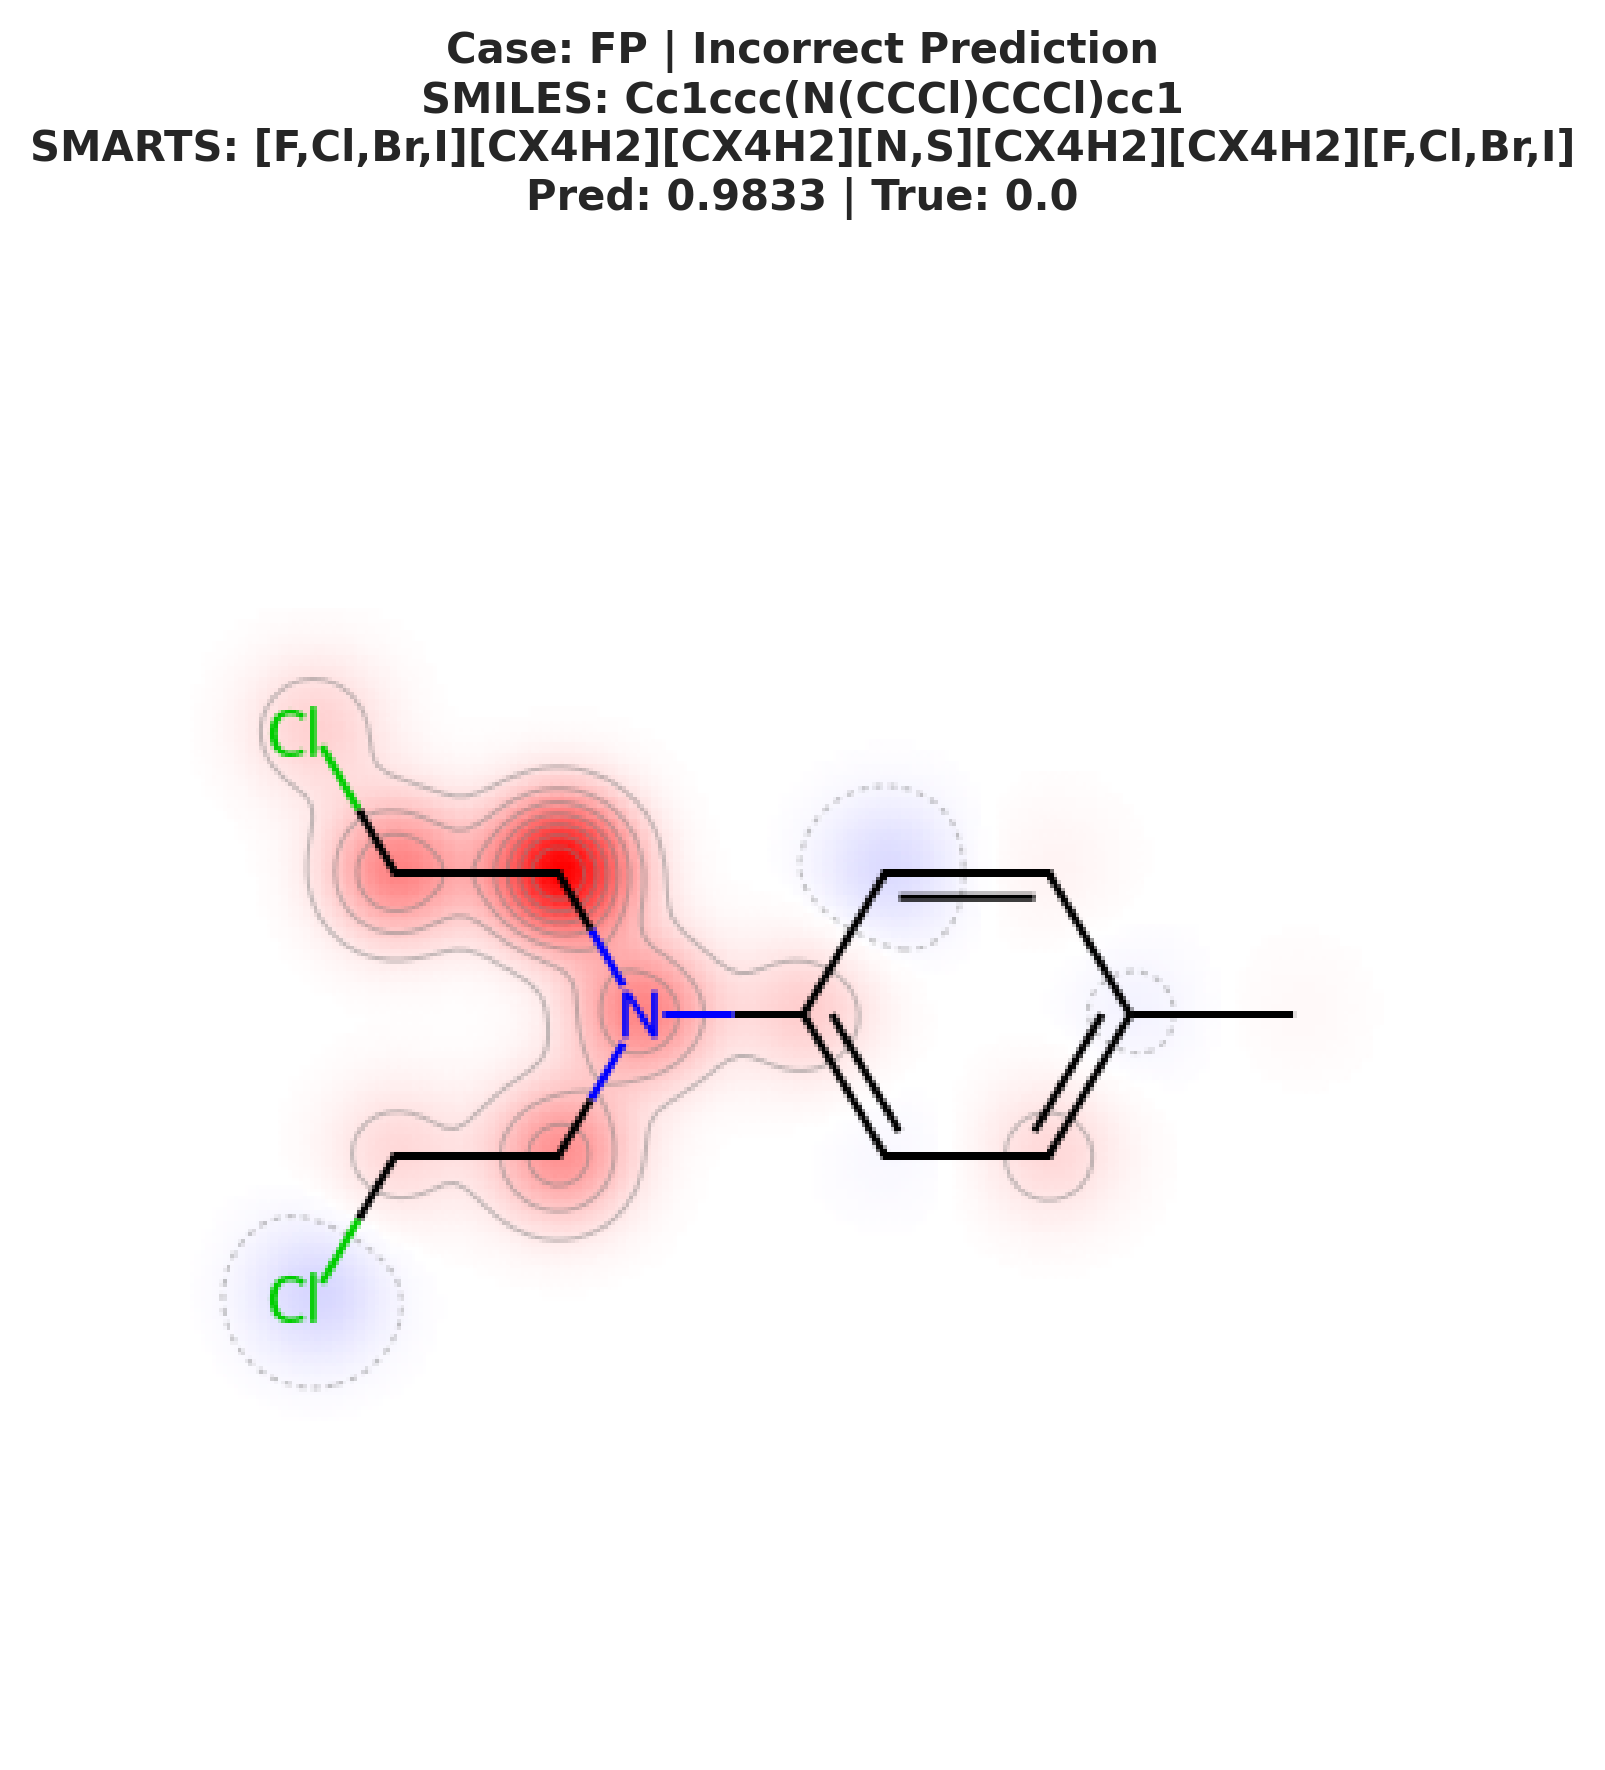 Case: FP | Incorrect Prediction
SMILES: Cc1ccc(N(CCCl)CCCl)cc1
SMARTS: [F,Cl,Br,I][CX4H2][CX4H2][N,S][CX4H2][CX4H2][F,Cl,Br,I]
Pred: 0.9833 | True: 0.0
Cl
N
Cl